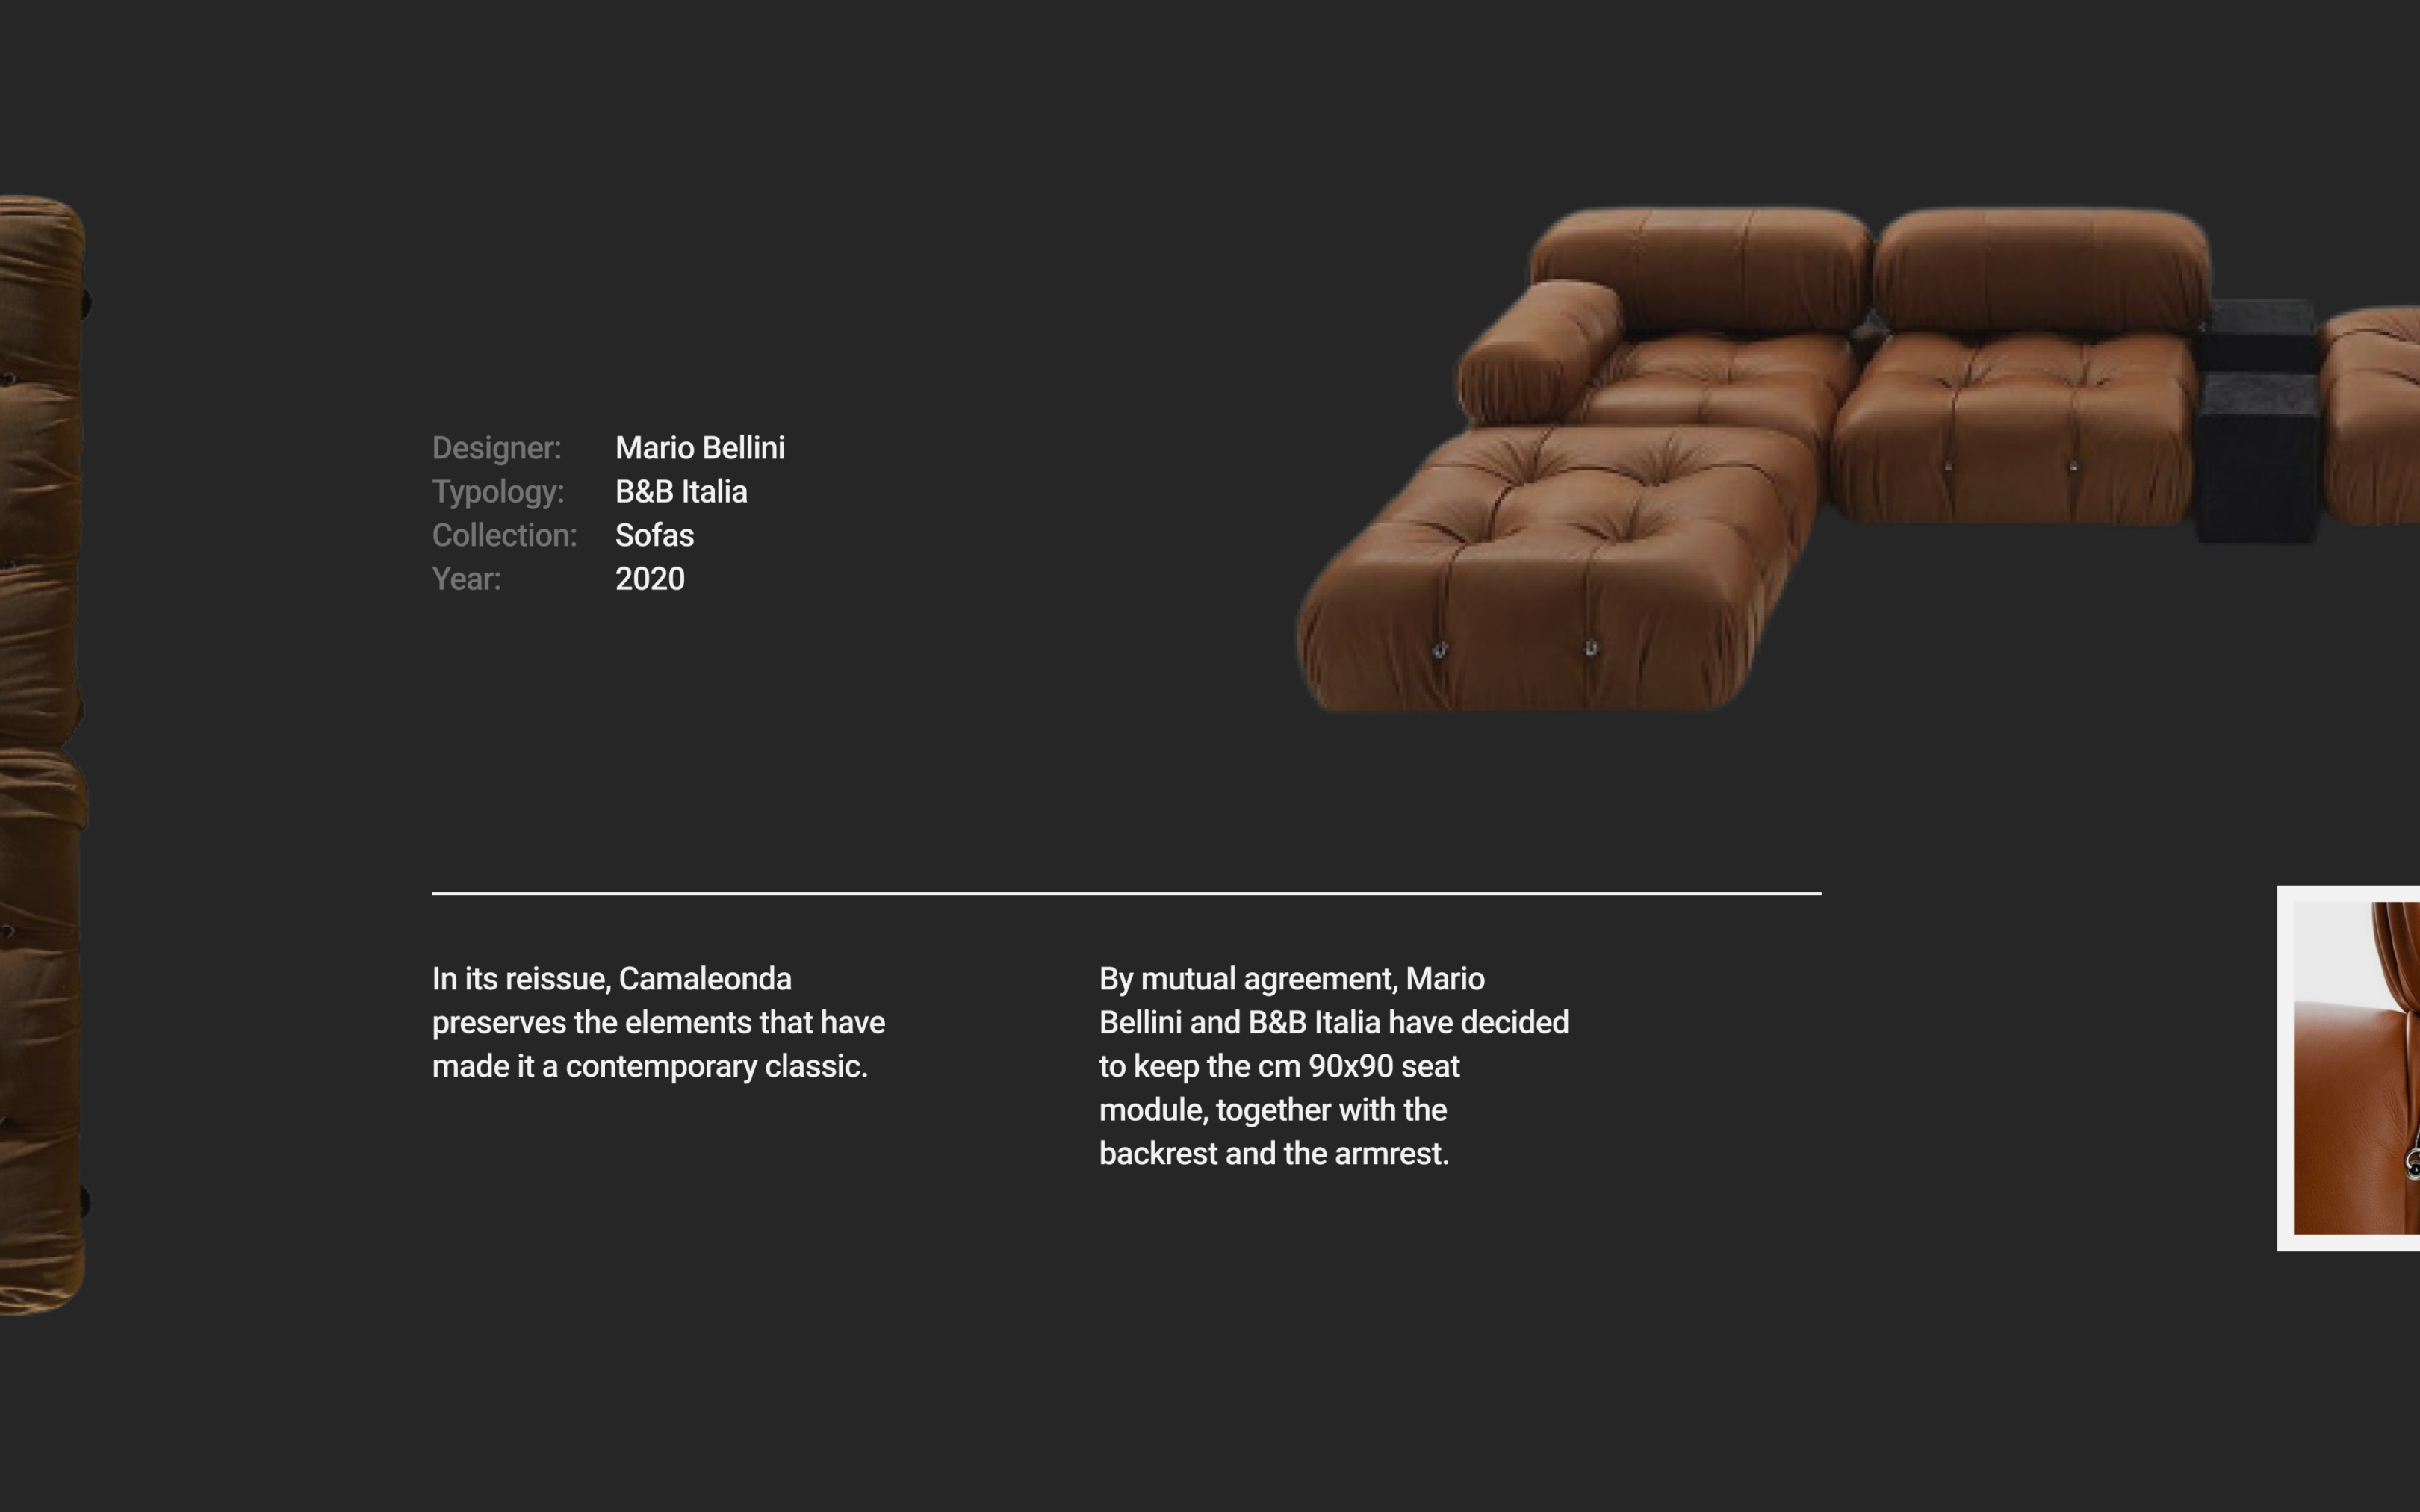 Designer: Mario Bellini
Typology: B&B Italia
Collection: Sofas
Year: 2020
In its reissue, Camaleonda
preserves the elements that have
made it a contemporary classic.
By mutual agreement, Mario
Bellini and B&B Italia have decided
to keep the cm 90x90 seat
module, together with the
backrest and the armrest.